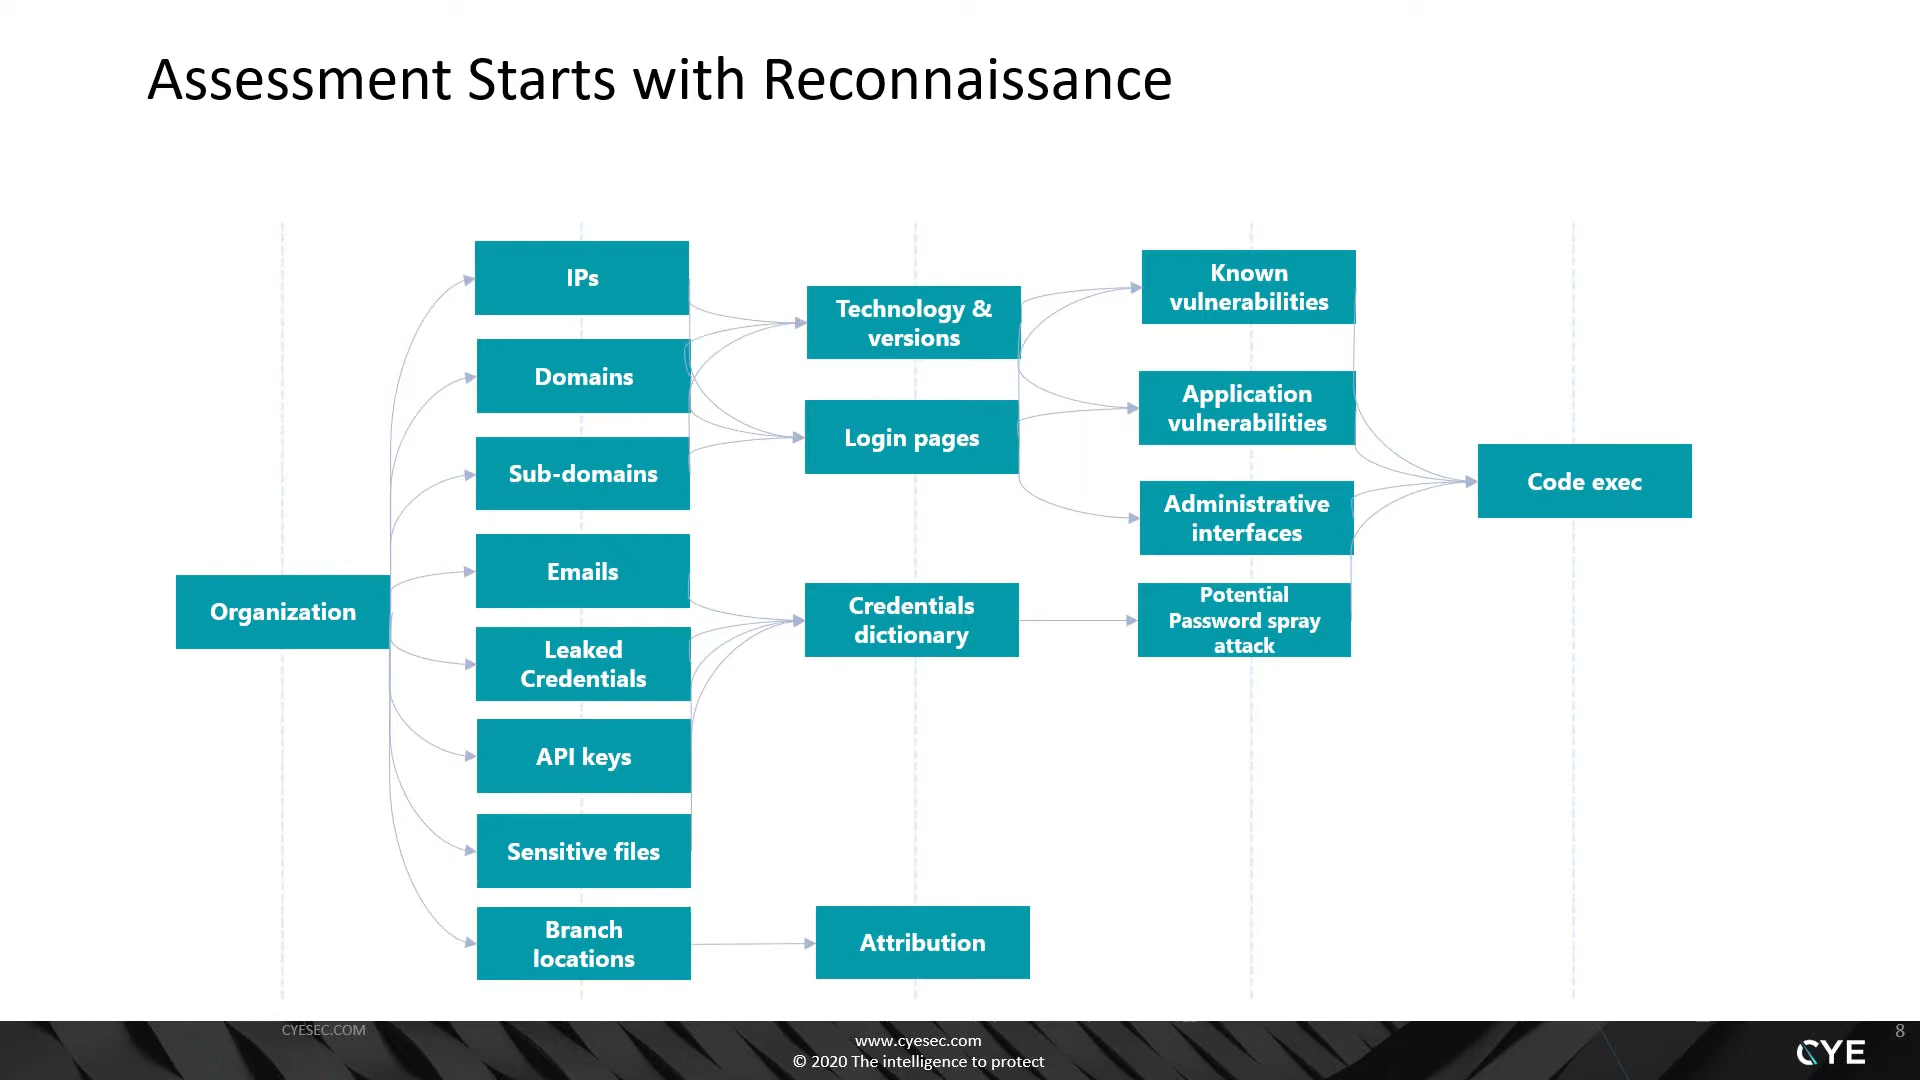 Assessment Starts with Reconnaissance
Organization
IPs
Domains
Sub-domains
Emails
Leaked
Credentials
API keys
Sensitive files
Branch
locations
Technology &
versions
Login pages
Credentials
dictionary
Attribution
Known
vulnerabilities
Application
vulnerabilities
Administrative
interfaces
Potential
Password spray
attack
Code exec
CYESEC.COM
www.cyesec.com
© 2020 The intelligence to protect
8
CYE